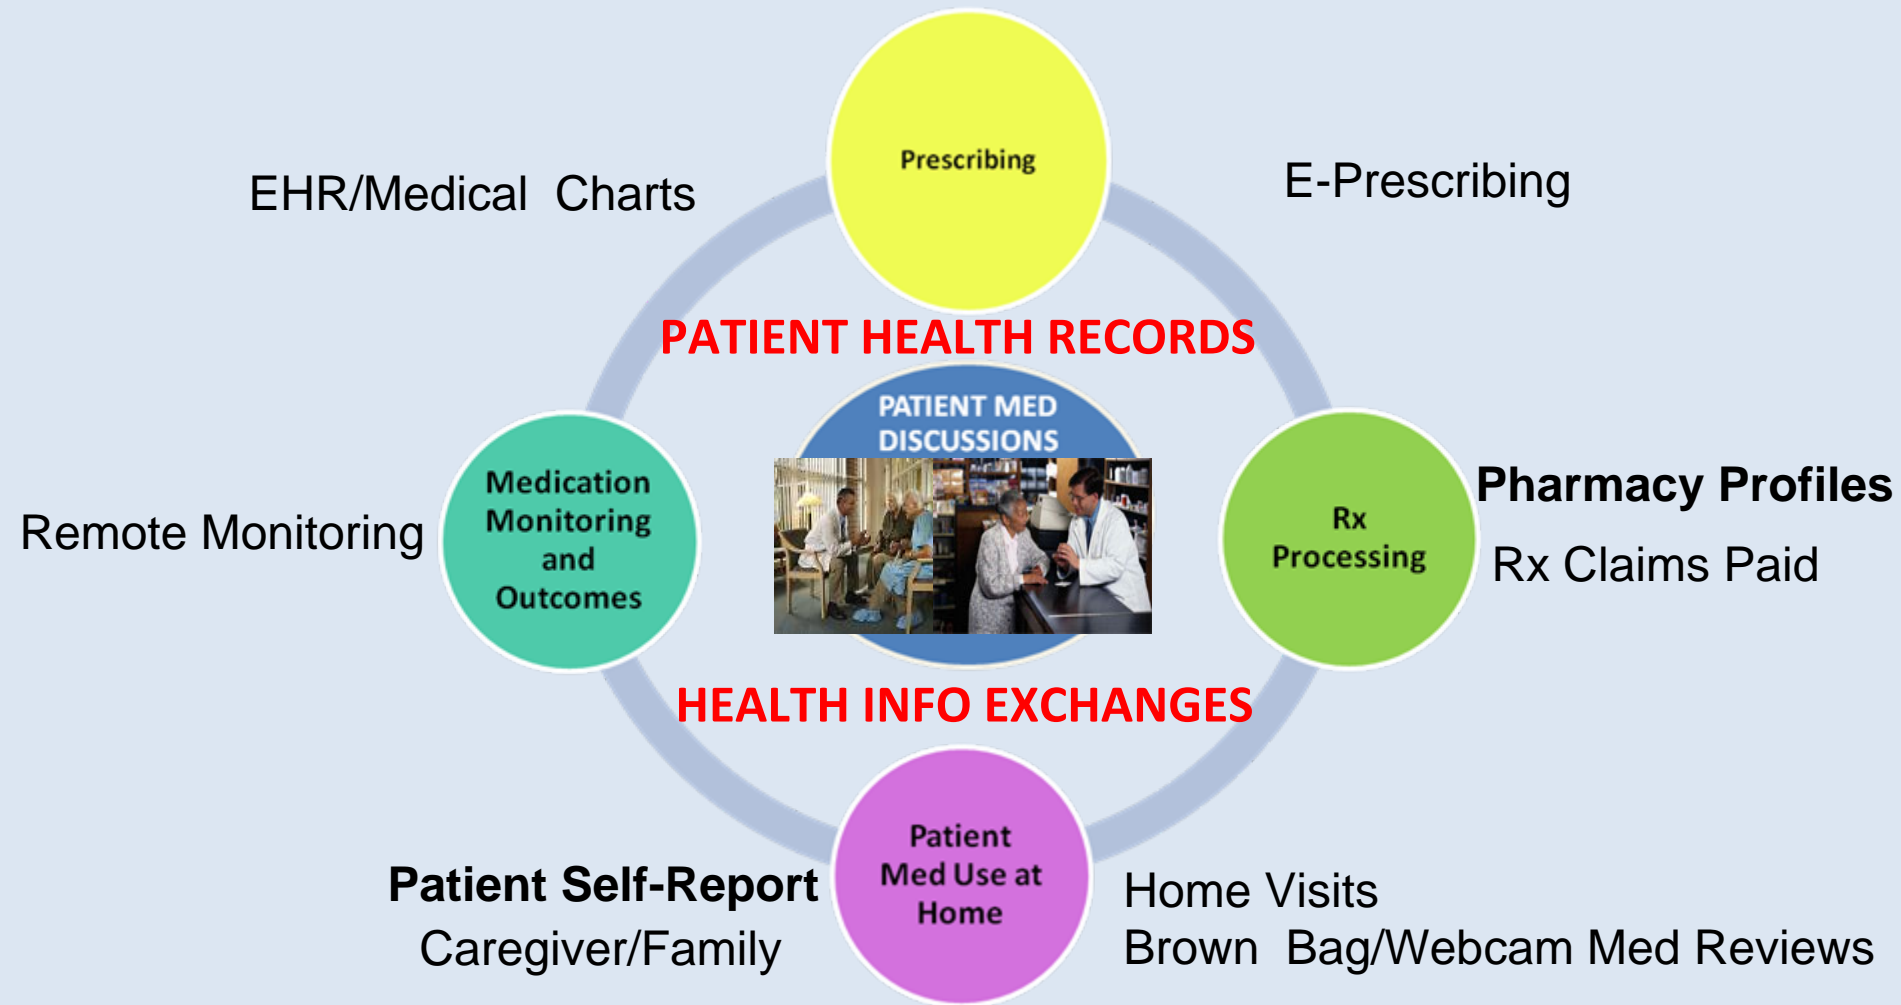 Prescribing
EHR/Medical Charts
E-Prescribing
PATIENT HEALTH RECORDS
PATIENT MED
DISCUSSIONS
Medication
Monitoring
and
Outcomes
Remote Monitoring
Rx
Processing
Pharmacy Profiles
Rx Claims Paid
HEALTH INFO EXCHANGES
Patient
Med Use at
Home
Patient Self-Report
Caregiver/Family
Home Visits
Brown Bag/Webcam Med Reviews